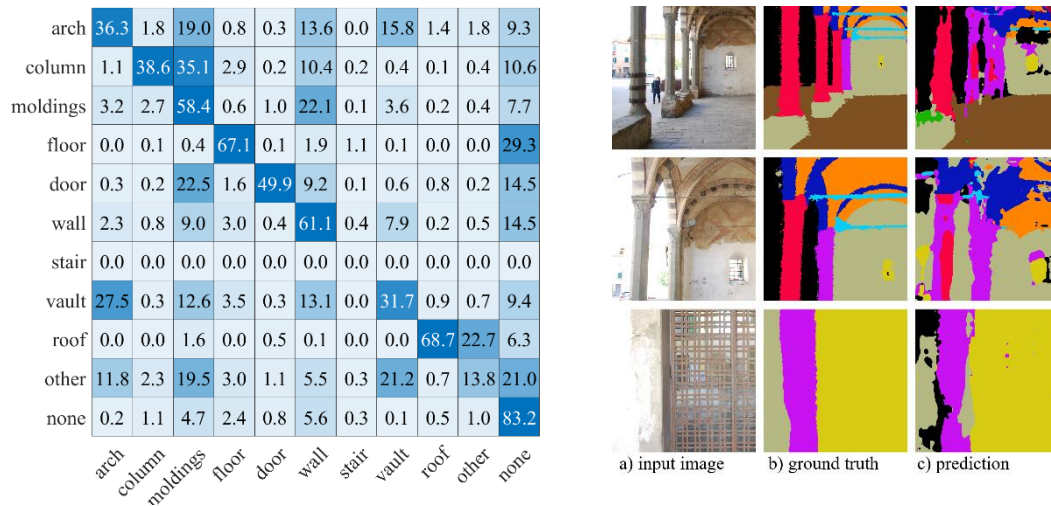 arch 36.3 1.8 19.0 0.8 0.3 13.6 0.0 15.8 1.4 1.8 9.3
column 1.1 38.6 35.1 2.9 0.2 10.4 0.2 0.4 0.1 0.4 10.6
moldings 3.2 2.7 58.4 0.6 1.0 22.1 0.1 3.6 0.2 0.4 7.7
floor 0.0 0.1 0.4 67.1 0.1 1.9 1.1 0.1 0.0 0.0 29.3
door 0.3 0.2 22.5 1.6 49.9 9.2 0.1 0.6 0.8 0.2 14.5
wall 2.3 0.8 9.0 3.0 0.4 61.1 0.4 7.9 0.2 0.5 14.5
stair 0.0 0.0 0.0 0.0 0.0 0.0 0.0 0.0 0.0 0.0 0.0
vault 27.5 0.3 12.6 3.5 0.3 13.1 0.0 31.7 0.9 0.7 9.4
roof 0.0 0.0 1.6 0.0 0.5 0.1 0.0 0.0 68.7 22.7 6.3
other 11.8 2.3 19.5 3.0 1.1 5.5 0.3 21.2 0.7 13.8 21.0
none 0.2 1.1 4.7 2.4 0.8 5.6 0.3 0.1 0.5 1.0 83.2
arch column moldings floor door wall stair vault roof other none
a) input image b) ground truth c) prediction